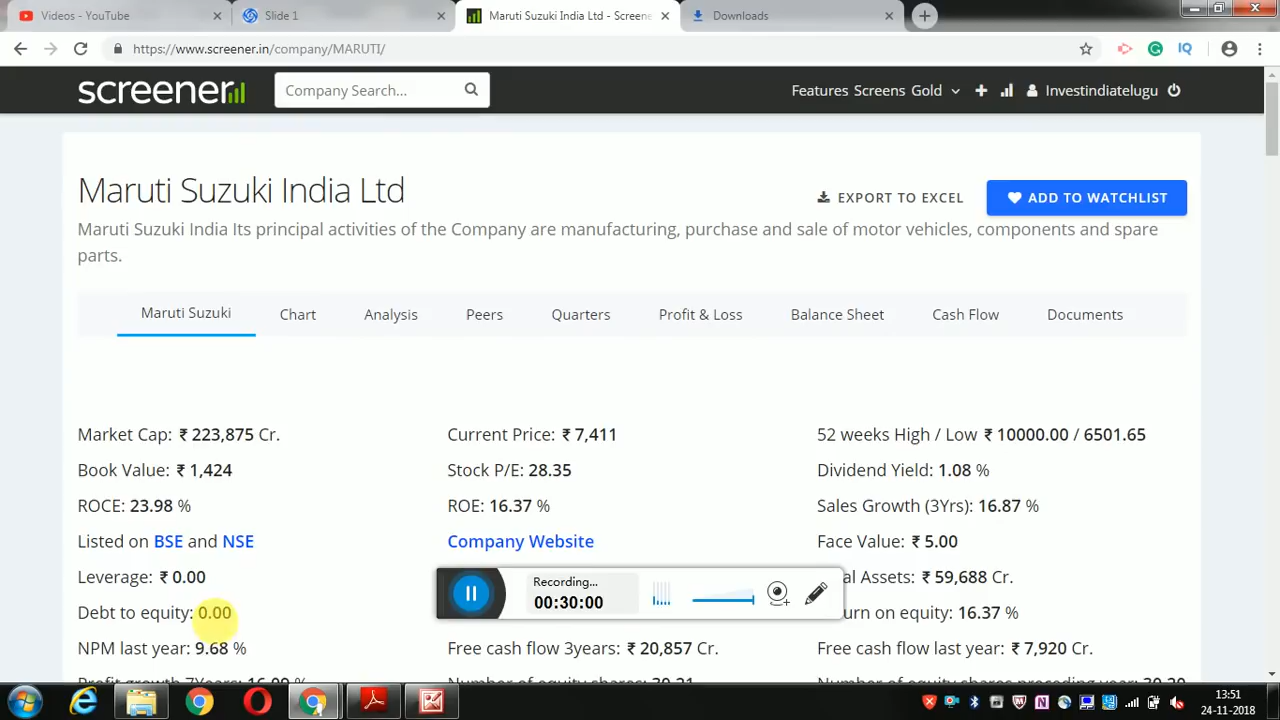 Videos - YouTube
Slide 1
Maruti Suzuki India Ltd - Screene
Downloads
https://www.screener.in/company/MARUTI/
screener
Company Search...
Features Screens Gold
Investindiatelugu
Maruti Suzuki India Ltd
EXPORT TO EXCEL
ADD TO WATCHLIST
Maruti Suzuki India Its principal activities of the Company are manufacturing, purchase and sale of motor vehicles, components and spare
parts.
Maruti Suzuki Chart Analysis Peers Quarters Profit & Loss Balance Sheet Cash Flow Documents
Market Cap: ₹ 223,875 Cr. Current Price: ₹ 7,411 52 weeks High / Low ₹ 10000.00 / 6501.65
Book Value: ₹ 1,424 Stock P/E: 28.35 Dividend Yield: 1.08 %
ROCE: 23.98 % ROE: 16.37 % Sales Growth (3Yrs): 16.87 %
Listed on BSE and NSE Company Website Face Value: ₹ 5.00
Leverage: ₹ 0.00 Assets: ₹ 59,688 Cr.
Recording...
00:30:00
Debt to equity: 0.00 on equity: 16.37 %
NPM last year: 9.68 % Free cash flow 3years: ₹ 20,857 Cr. Free cash flow last year: ₹ 7,920 Cr.
13:51
24-11-2018